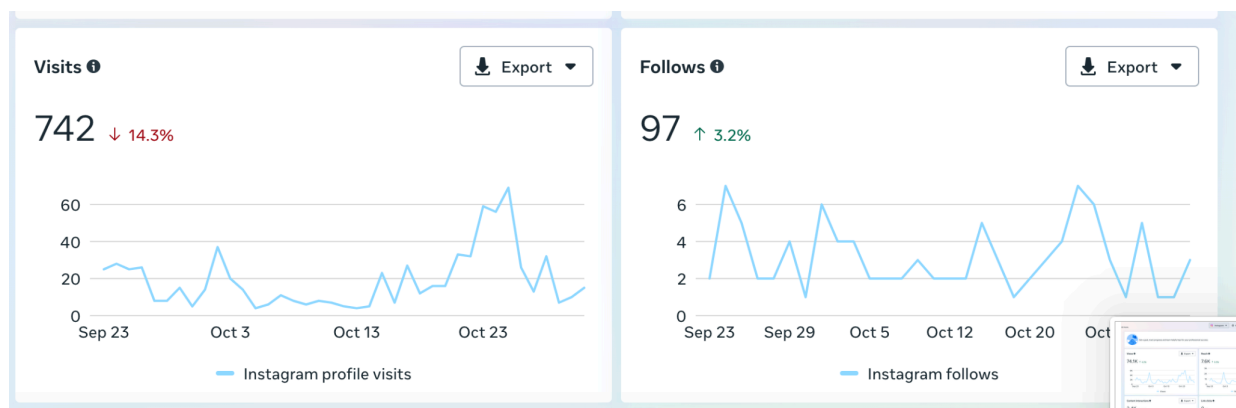 Visits
Export
742 ↓ 14.3%
60
40
20
0
Sep 23 Oct 3 Oct 13 Oct 23
Instagram profile visits
Follows
Export
97 ↑ 3.2%
6
4
2
0
Sep 23 Sep 29 Oct 5 Oct 12 Oct 20 Oct
Instagram follows